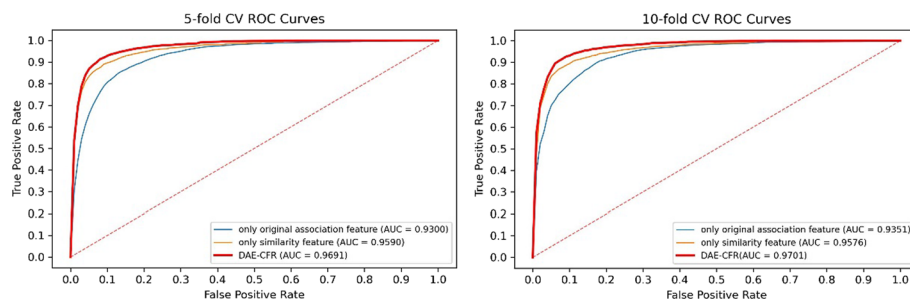 5-fold CV ROC Curves
True Positive Rate
1.0
0.9
0.8
0.7
0.6
0.5
0.4
0.3
0.2
0.1
0.0
only original association feature (AUC = 0.9300)
only similarity feature (AUC = 0.9590)
DAE-CFR (AUC = 0.9691)
0.0 0.1 0.2 0.3 0.4 0.5 0.6 0.7 0.8 0.9 1.0
False Positive Rate
10-fold CV ROC Curves
True Positive Rate
1.0
0.9
0.8
0.7
0.6
0.5
0.4
0.3
0.2
0.1
0.0
only original association feature (AUC = 0.9351)
only similarity feature (AUC = 0.9576)
DAE-CFR(AUC = 0.9701)
0.0 0.1 0.2 0.3 0.4 0.5 0.6 0.7 0.8 0.9 1.0
False Positive Rate